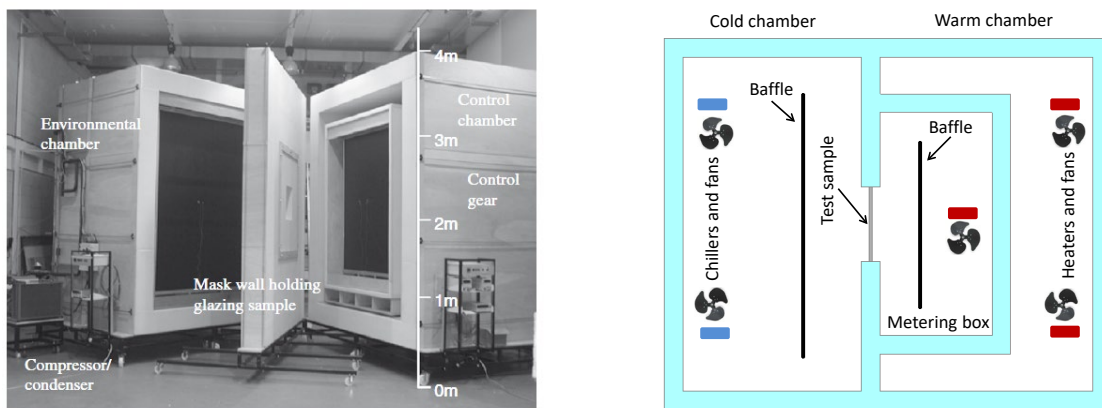 4m
Environmental
chamber
Control
chamber
3m
Control
gear
2m
Mask wall holding
glazing sample
1m
Compressor/
condenser
0m
Cold chamber
Warm chamber
Baffle
Chillers and fans
Test sample
Baffle
Metering box
Heaters and fans